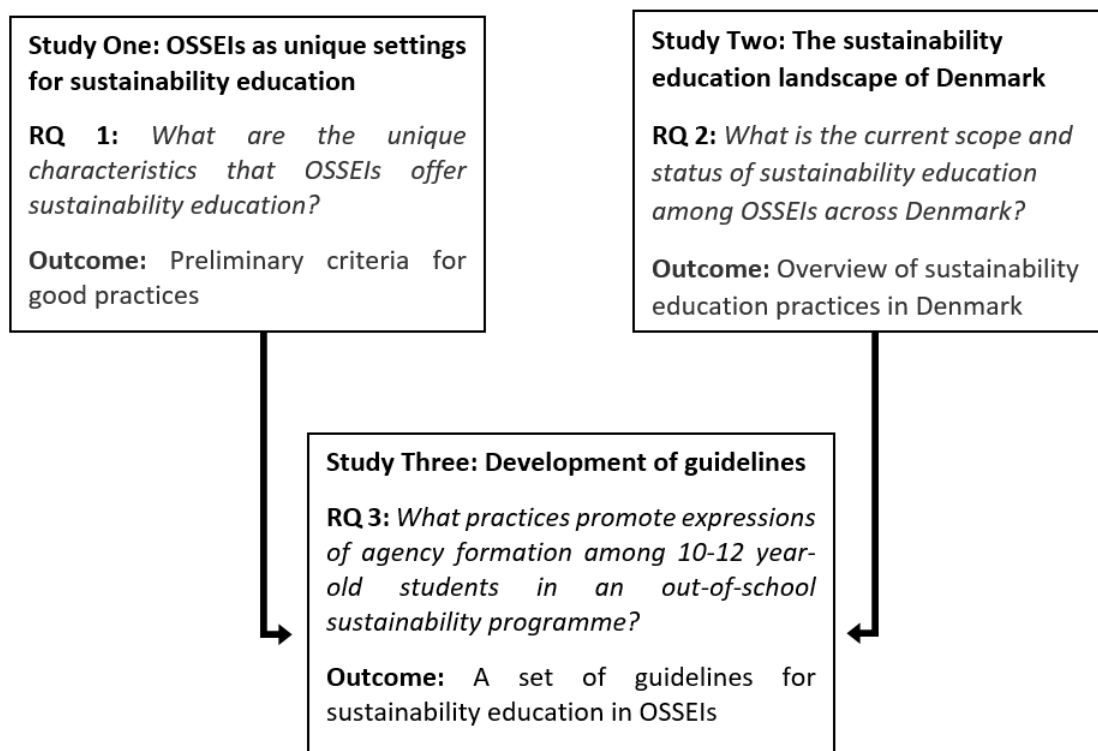 Study One: OSSEIs as unique settings
for sustainability education
RQ 1: What are the unique
characteristics that OSSEIs offer
sustainability education?
Outcome: Preliminary criteria for
good practices
Study Two: The sustainability
education landscape of Denmark
RQ 2: What is the current scope and
status of sustainability education
among OSSEIs across Denmark?
Outcome: Overview of sustainability
education practices in Denmark
Study Three: Development of guidelines
RQ 3: What practices promote expressions
of agency formation among 10-12 year-
old students in an out-of-school
sustainability programme?
Outcome: A set of guidelines for
sustainability education in OSSEIs